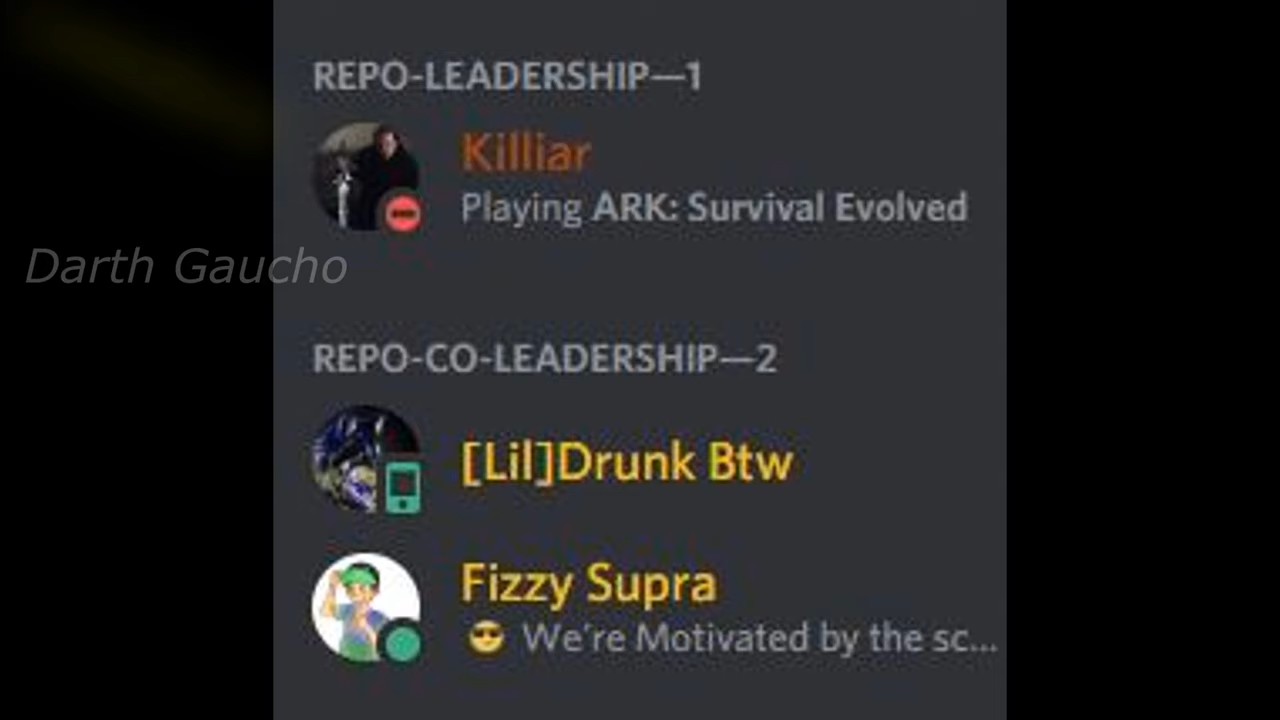 REPO-LEADERSHIP—1
Killiar
Playing ARK: Survival Evolved
Darth Gaucho
REPO-CO-LEADERSHIP—2
[Lil]Drunk Btw
Fizzy Supra
😎 We're Motivated by the sc...